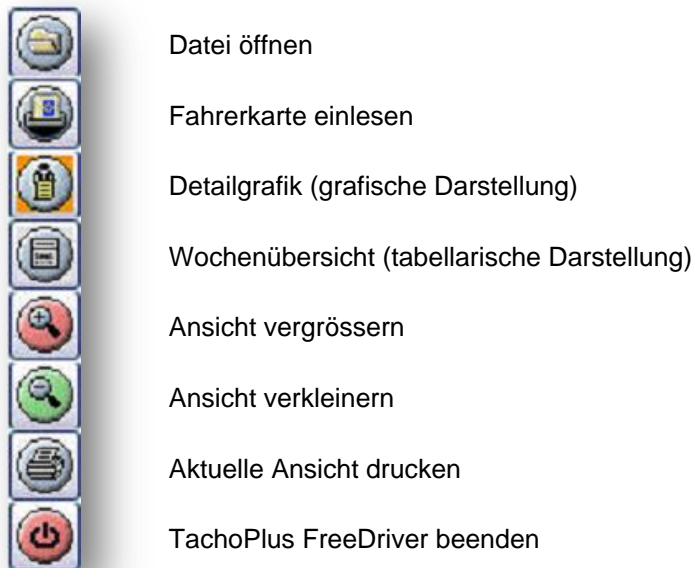 Datei öffnen
Fahrerkarte einlesen
Detailgrafik (grafische Darstellung)
Wochenübersicht (tabellarische Darstellung)
Ansicht vergrössern
Ansicht verkleinern
Aktuelle Ansicht drucken
TachoPlus FreeDriver beenden